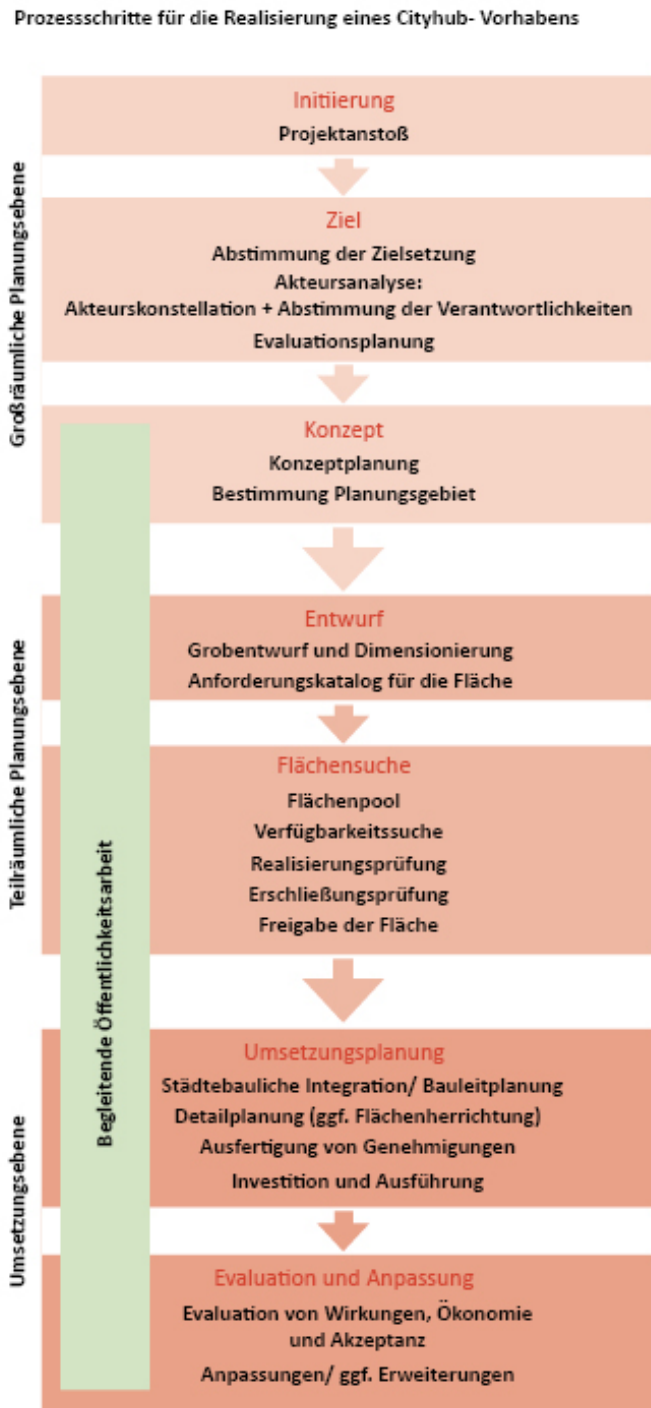 Prozessschritte für die Realisierung eines Cityhub- Vorhabens
Großräumliche Planungsebene
Initiierung
Projektanstoß
Ziel
Abstimmung der Zielsetzung
Akteursanalyse:
Akteurskonstellation + Abstimmung der Verantwortlichkeiten
Evaluationsplanung
Konzept
Konzeptplanung
Bestimmung Planungsgebiet
Begleitende Öffentlichkeitsarbeit
Teilräumliche Planungsebene
Entwurf
Grobentwurf und Dimensionierung
Anforderungskatalog für die Fläche
Flächensuche
Flächenpool
Verfügbarkeitssuche
Realisierungsprüfung
Erschließungsprüfung
Freigabe der Fläche
Umsetzungsebene
Umsetzungsplanung
Städtebauliche Integration/ Bauleitplanung
Detailplanung (ggf. Flächenherrichtung)
Ausfertigung von Genehmigungen
Investition und Ausführung
Evaluation und Anpassung
Evaluation von Wirkungen, Ökonomie
und Akzeptanz
Anpassungen/ ggf. Erweiterungen